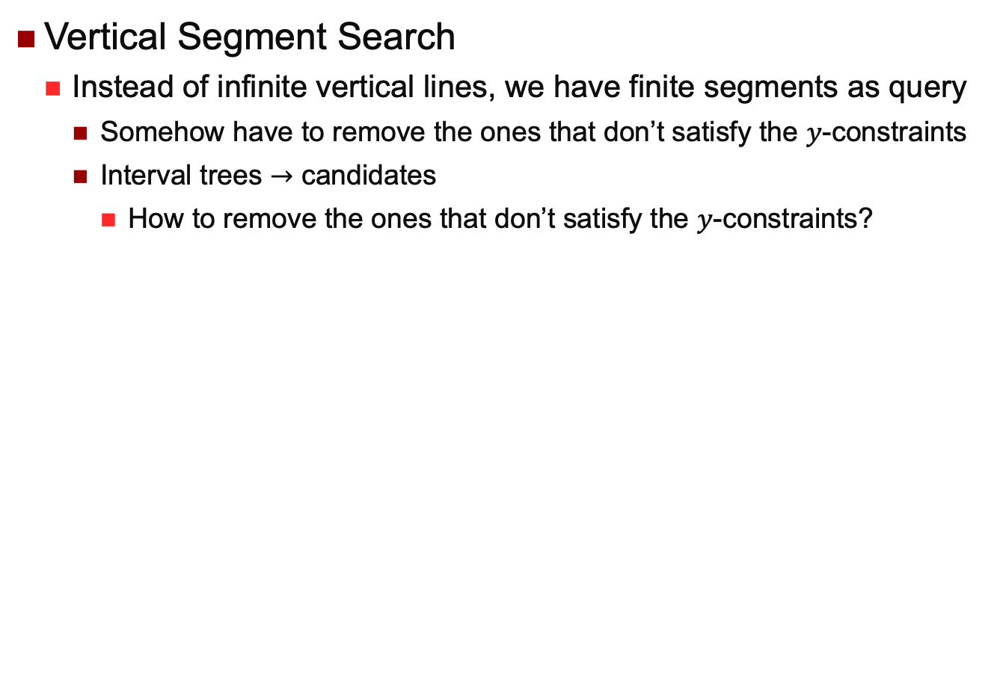 Vertical Segment Search
Instead of infinite vertical lines, we have finite segments as query
Somehow have to remove the ones that don’t satisfy the y-constraints
Interval trees → candidates
How to remove the ones that don’t satisfy the y-constraints?